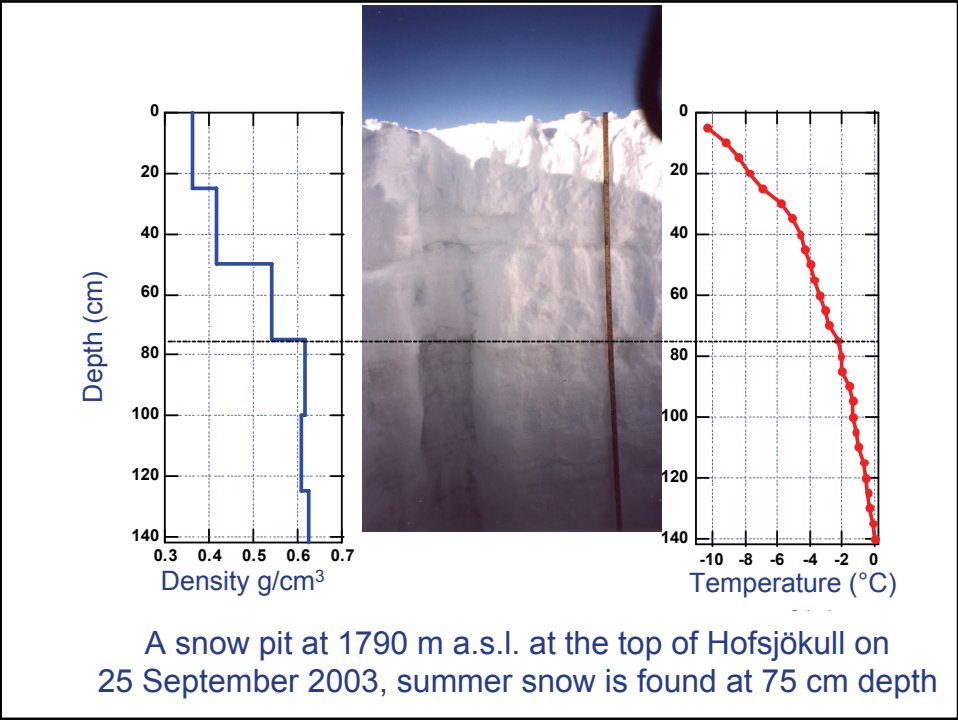 0
20
40
60
80
100
120
140
0.3 0.4 0.5 0.6 0.7
Depth (cm)
Density g/cm³
0
20
40
60
80
100
120
140
-10 -8 -6 -4 -2 0
Temperature (°C)
A snow pit at 1790 m a.s.l. at the top of Hofsjökull on
25 September 2003, summer snow is found at 75 cm depth